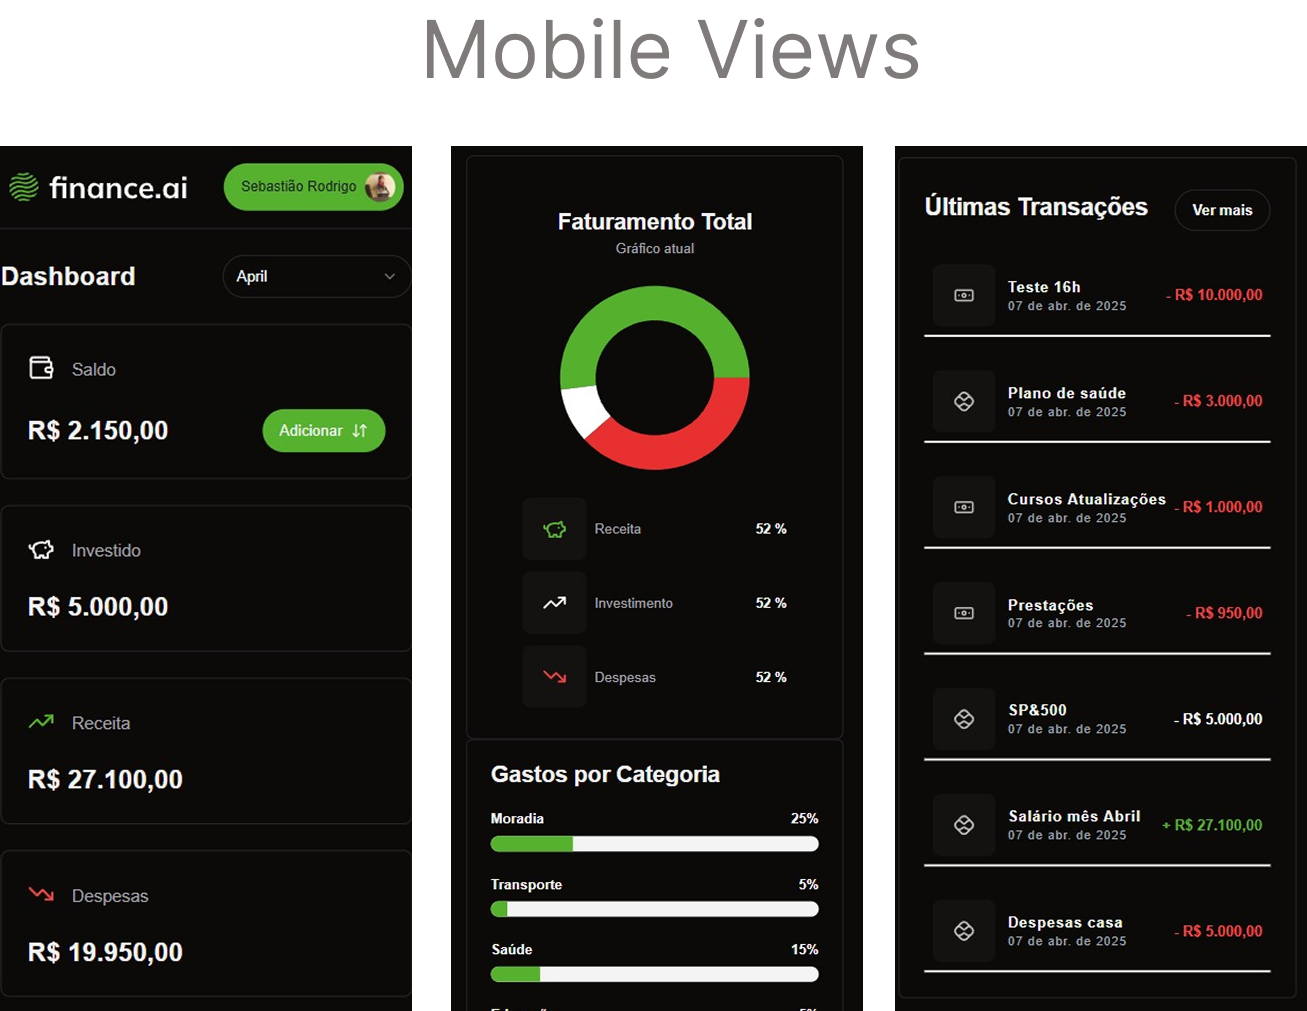 Mobile Views
finance.ai
Sebastião Rodrigo
Dashboard
April
Saldo
R$ 2.150,00
Adicionar
Investido
R$ 5.000,00
Receita
R$ 27.100,00
Despesas
R$ 19.950,00
Faturamento Total
Gráfico atual
Receita 52 %
Investimento 52 %
Despesas 52 %
Gastos por Categoria
Moradia 25%
Transporte 5%
Saúde 15%
Últimas Transações
Ver mais
Teste 16h
07 de abr. de 2025
- R$ 10.000,00
Plano de saúde
07 de abr. de 2025
- R$ 3.000,00
Cursos Atualizações
07 de abr. de 2025
- R$ 1.000,00
Prestações
07 de abr. de 2025
- R$ 950,00
SP&500
07 de abr. de 2025
- R$ 5.000,00
Salário mês Abril
07 de abr. de 2025
+ R$ 27.100,00
Despesas casa
07 de abr. de 2025
- R$ 5.000,00